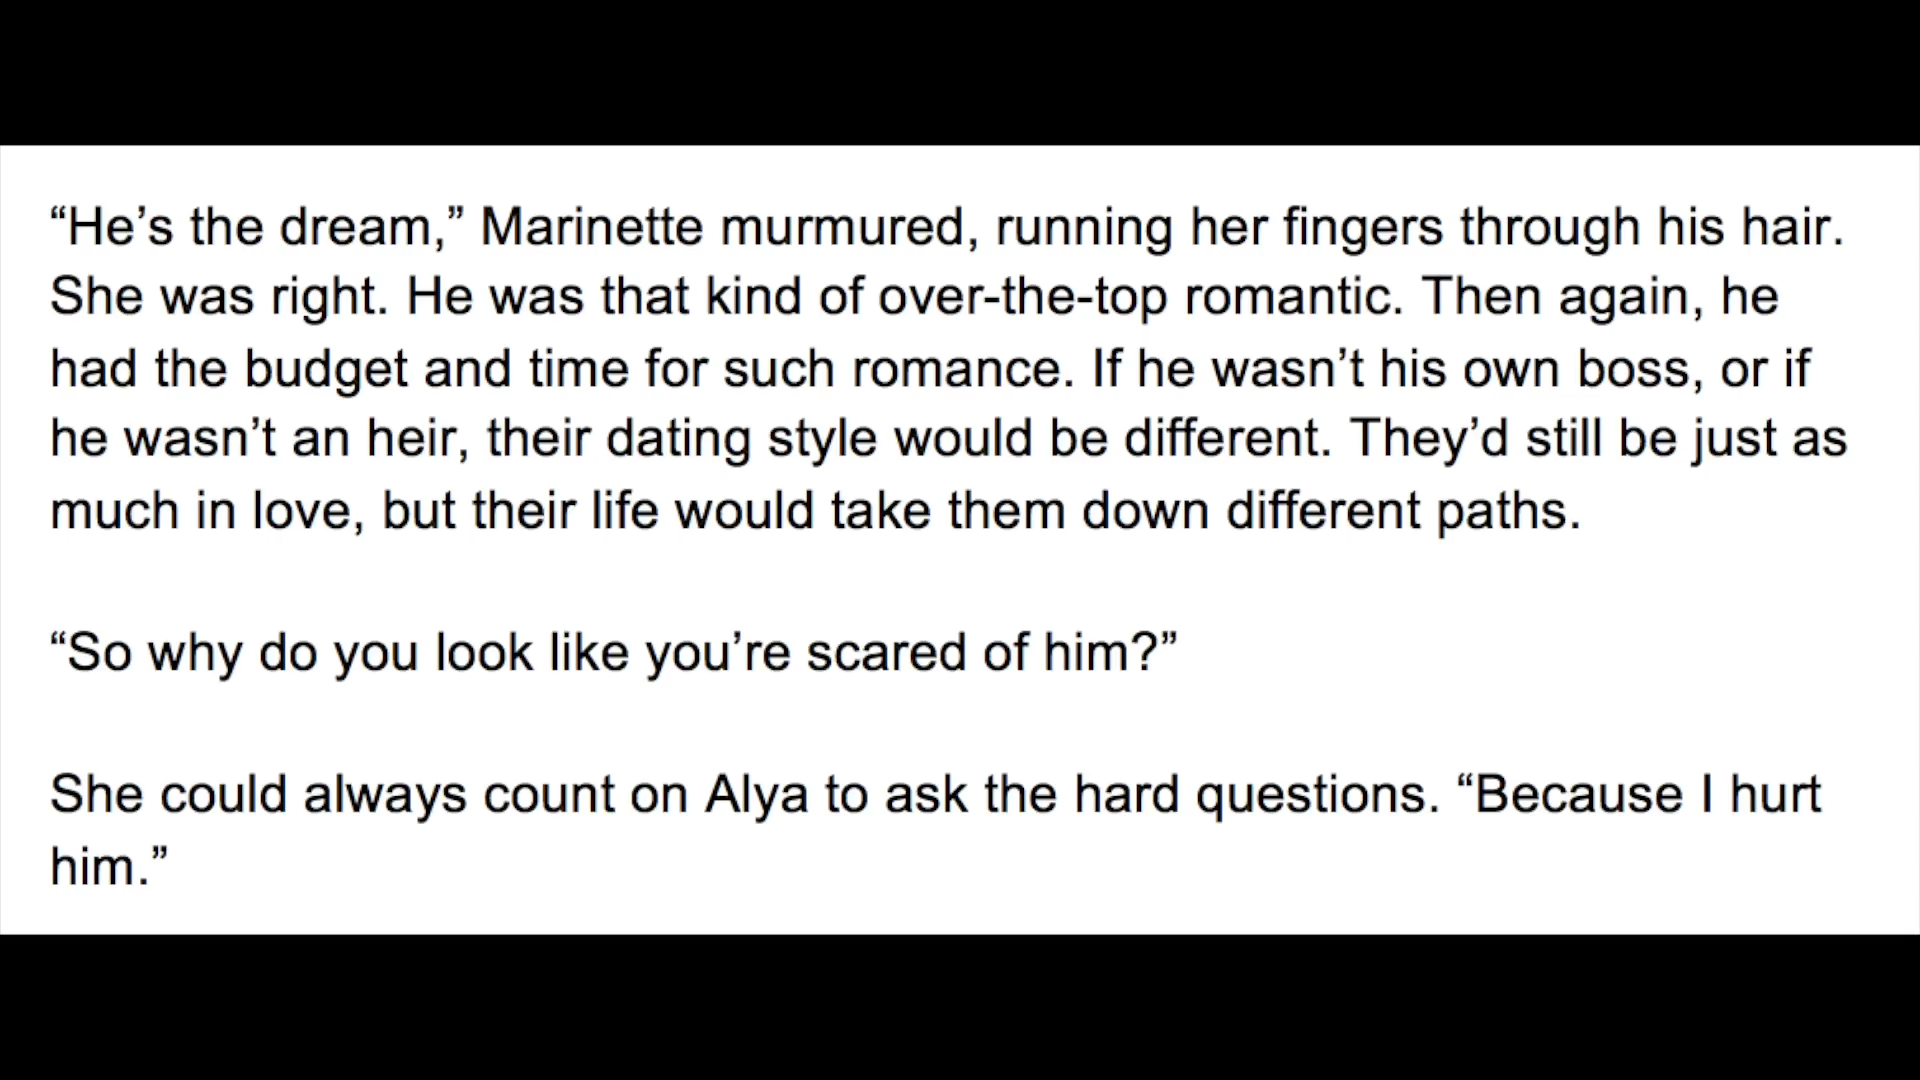 “He’s the dream,” Marinette murmured, running her fingers through his hair.
She was right. He was that kind of over-the-top romantic. Then again, he
had the budget and time for such romance. If he wasn’t his own boss, or if
he wasn’t an heir, their dating style would be different. They’d still be just as
much in love, but their life would take them down different paths.
“So why do you look like you’re scared of him?”
She could always count on Alya to ask the hard questions. “Because I hurt
him.”